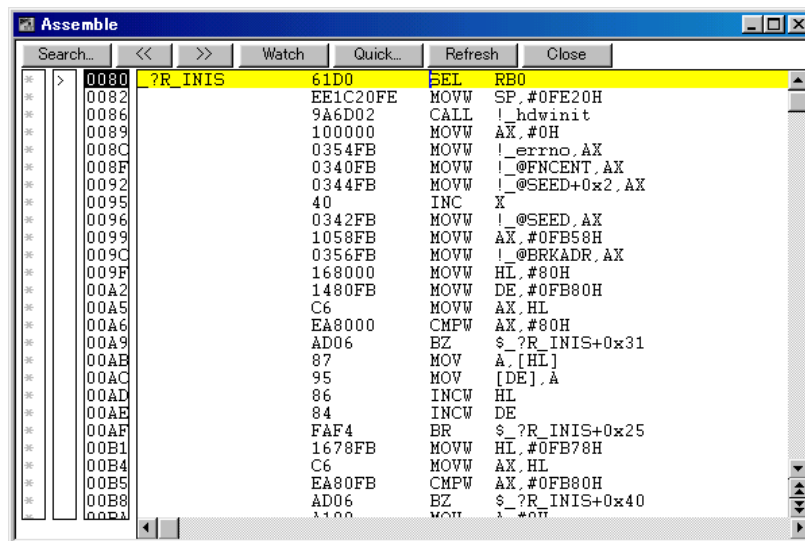 Assemble
Search... << >> Watch Quick... Refresh Close
* > 0080 _?R_INIS 61D0 SEL RB0
* 0082 EE1C20FE MOVW SP,#0FE20H
* 0086 9A6D02 CALL !_hdwinit
* 0089 100000 MOVW AX,#0H
* 008C 0354FB MOVW !_errno,AX
* 008F 0340FB MOVW !_@FNCENT,AX
* 0092 0344FB MOVW !_@SEED+0x2,AX
* 0095 40 INC X
* 0096 0342FB MOVW !_@SEED,AX
* 0099 1058FB MOVW AX,#0FB58H
* 009C 0356FB MOVW !_@BRKADR,AX
* 009F 168000 MOVW HL,#80H
* 00A2 1480FB MOVW DE,#0FB80H
* 00A5 C6 MOVW AX,HL
* 00A6 EA8000 CMPW AX,#80H
* 00A9 AD06 BZ $_?R_INIS+0x31
* 00AB 87 MOV A,[HL]
* 00AC 95 MOV [DE],A
* 00AD 86 INCW HL
* 00AE 84 INCW DE
* 00AF FAF4 BR $_?R_INIS+0x25
* 00B1 1678FB MOVW HL,#0FB78H
* 00B4 C6 MOVW AX,HL
* 00B5 EA80FB CMPW AX,#0FB80H
* 00B8 AD06 BZ $_?R_INIS+0x40